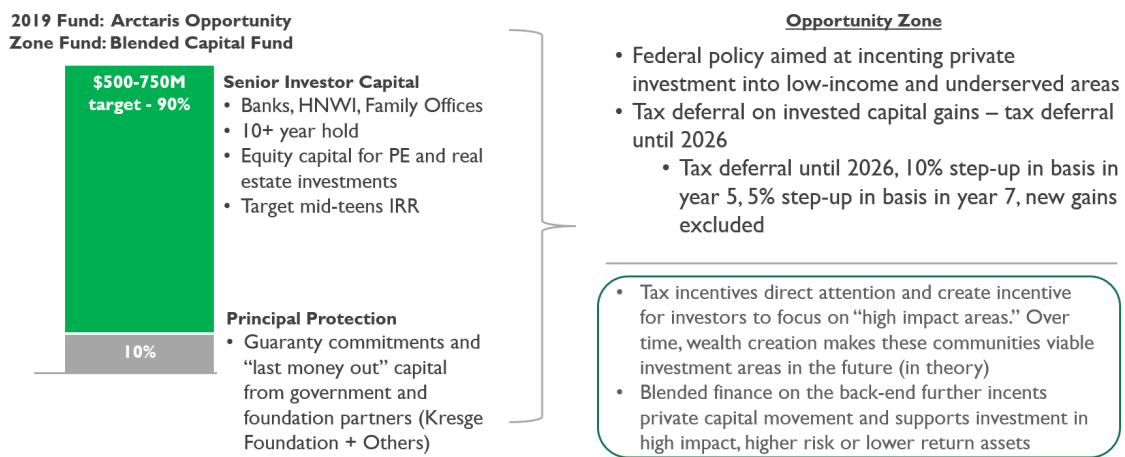 2019 Fund: Arctaris Opportunity
Zone Fund: Blended Capital Fund
$500-750M
target - 90%
Senior Investor Capital
• Banks, HNWI, Family Offices
• 10+ year hold
• Equity capital for PE and real
estate investments
• Target mid-teens IRR
10%
Principal Protection
• Guaranty commitments and
“last money out” capital
from government and
foundation partners (Kresge
Foundation + Others)
Opportunity Zone
• Federal policy aimed at incenting private
investment into low-income and underserved areas
• Tax deferral on invested capital gains – tax deferral
until 2026
• Tax deferral until 2026, 10% step-up in basis in
year 5, 5% step-up in basis in year 7, new gains
excluded
• Tax incentives direct attention and create incentive
for investors to focus on “high impact areas.” Over
time, wealth creation makes these communities viable
investment areas in the future (in theory)
• Blended finance on the back-end further incents
private capital movement and supports investment in
high impact, higher risk or lower return assets